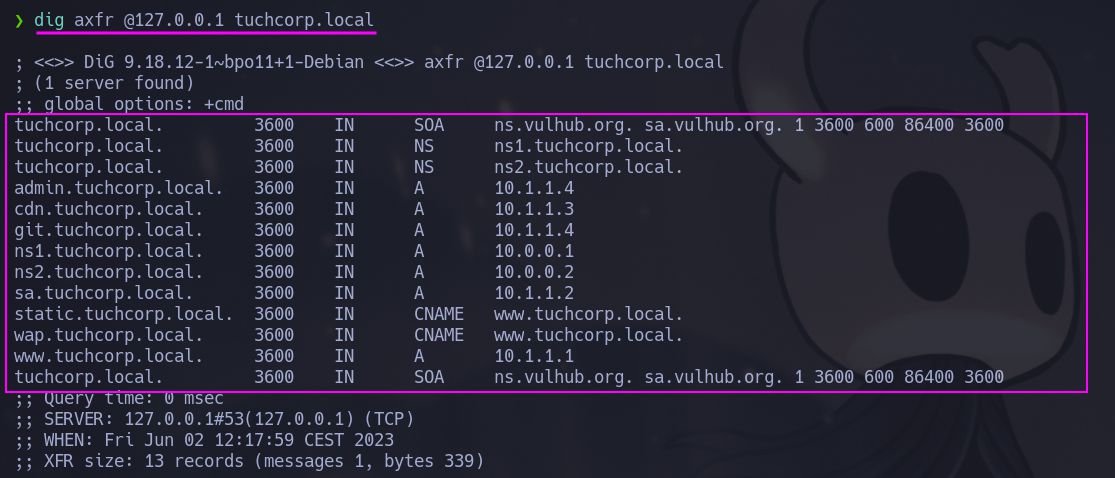 ❯ dig axfr @127.0.0.1 tuchcorp.local
; <<>> DiG 9.18.12-1~bpo11+1-Debian <<>> axfr @127.0.0.1 tuchcorp.local
; (1 server found)
;; global options: +cmd
tuchcorp.local. 3600 IN SOA ns.vulhub.org. sa.vulhub.org. 1 3600 600 86400 3600
tuchcorp.local. 3600 IN NS ns1.tuchcorp.local.
tuchcorp.local. 3600 IN NS ns2.tuchcorp.local.
admin.tuchcorp.local. 3600 IN A 10.1.1.4
cdn.tuchcorp.local. 3600 IN A 10.1.1.3
git.tuchcorp.local. 3600 IN A 10.1.1.4
ns1.tuchcorp.local. 3600 IN A 10.0.0.1
ns2.tuchcorp.local. 3600 IN A 10.0.0.2
sa.tuchcorp.local. 3600 IN A 10.1.1.2
static.tuchcorp.local. 3600 IN CNAME www.tuchcorp.local.
wap.tuchcorp.local. 3600 IN CNAME www.tuchcorp.local.
www.tuchcorp.local. 3600 IN A 10.1.1.1
tuchcorp.local. 3600 IN SOA ns.vulhub.org. sa.vulhub.org. 1 3600 600 86400 3600
;; Query time: 0 msec
;; SERVER: 127.0.0.1#53(127.0.0.1) (TCP)
;; WHEN: Fri Jun 02 12:17:59 CEST 2023
;; XFR size: 13 records (messages 1, bytes 339)